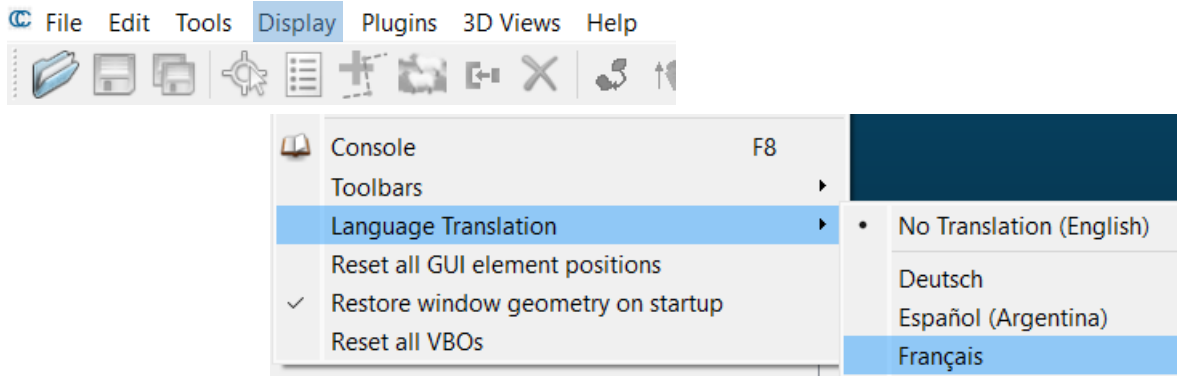 File Edit Tools Display Plugins 3D Views Help
Console F8
Toolbars
Language Translation
Reset all GUI element positions
Restore window geometry on startup
Reset all VBOs
No Translation (English)
Deutsch
Español (Argentina)
Français